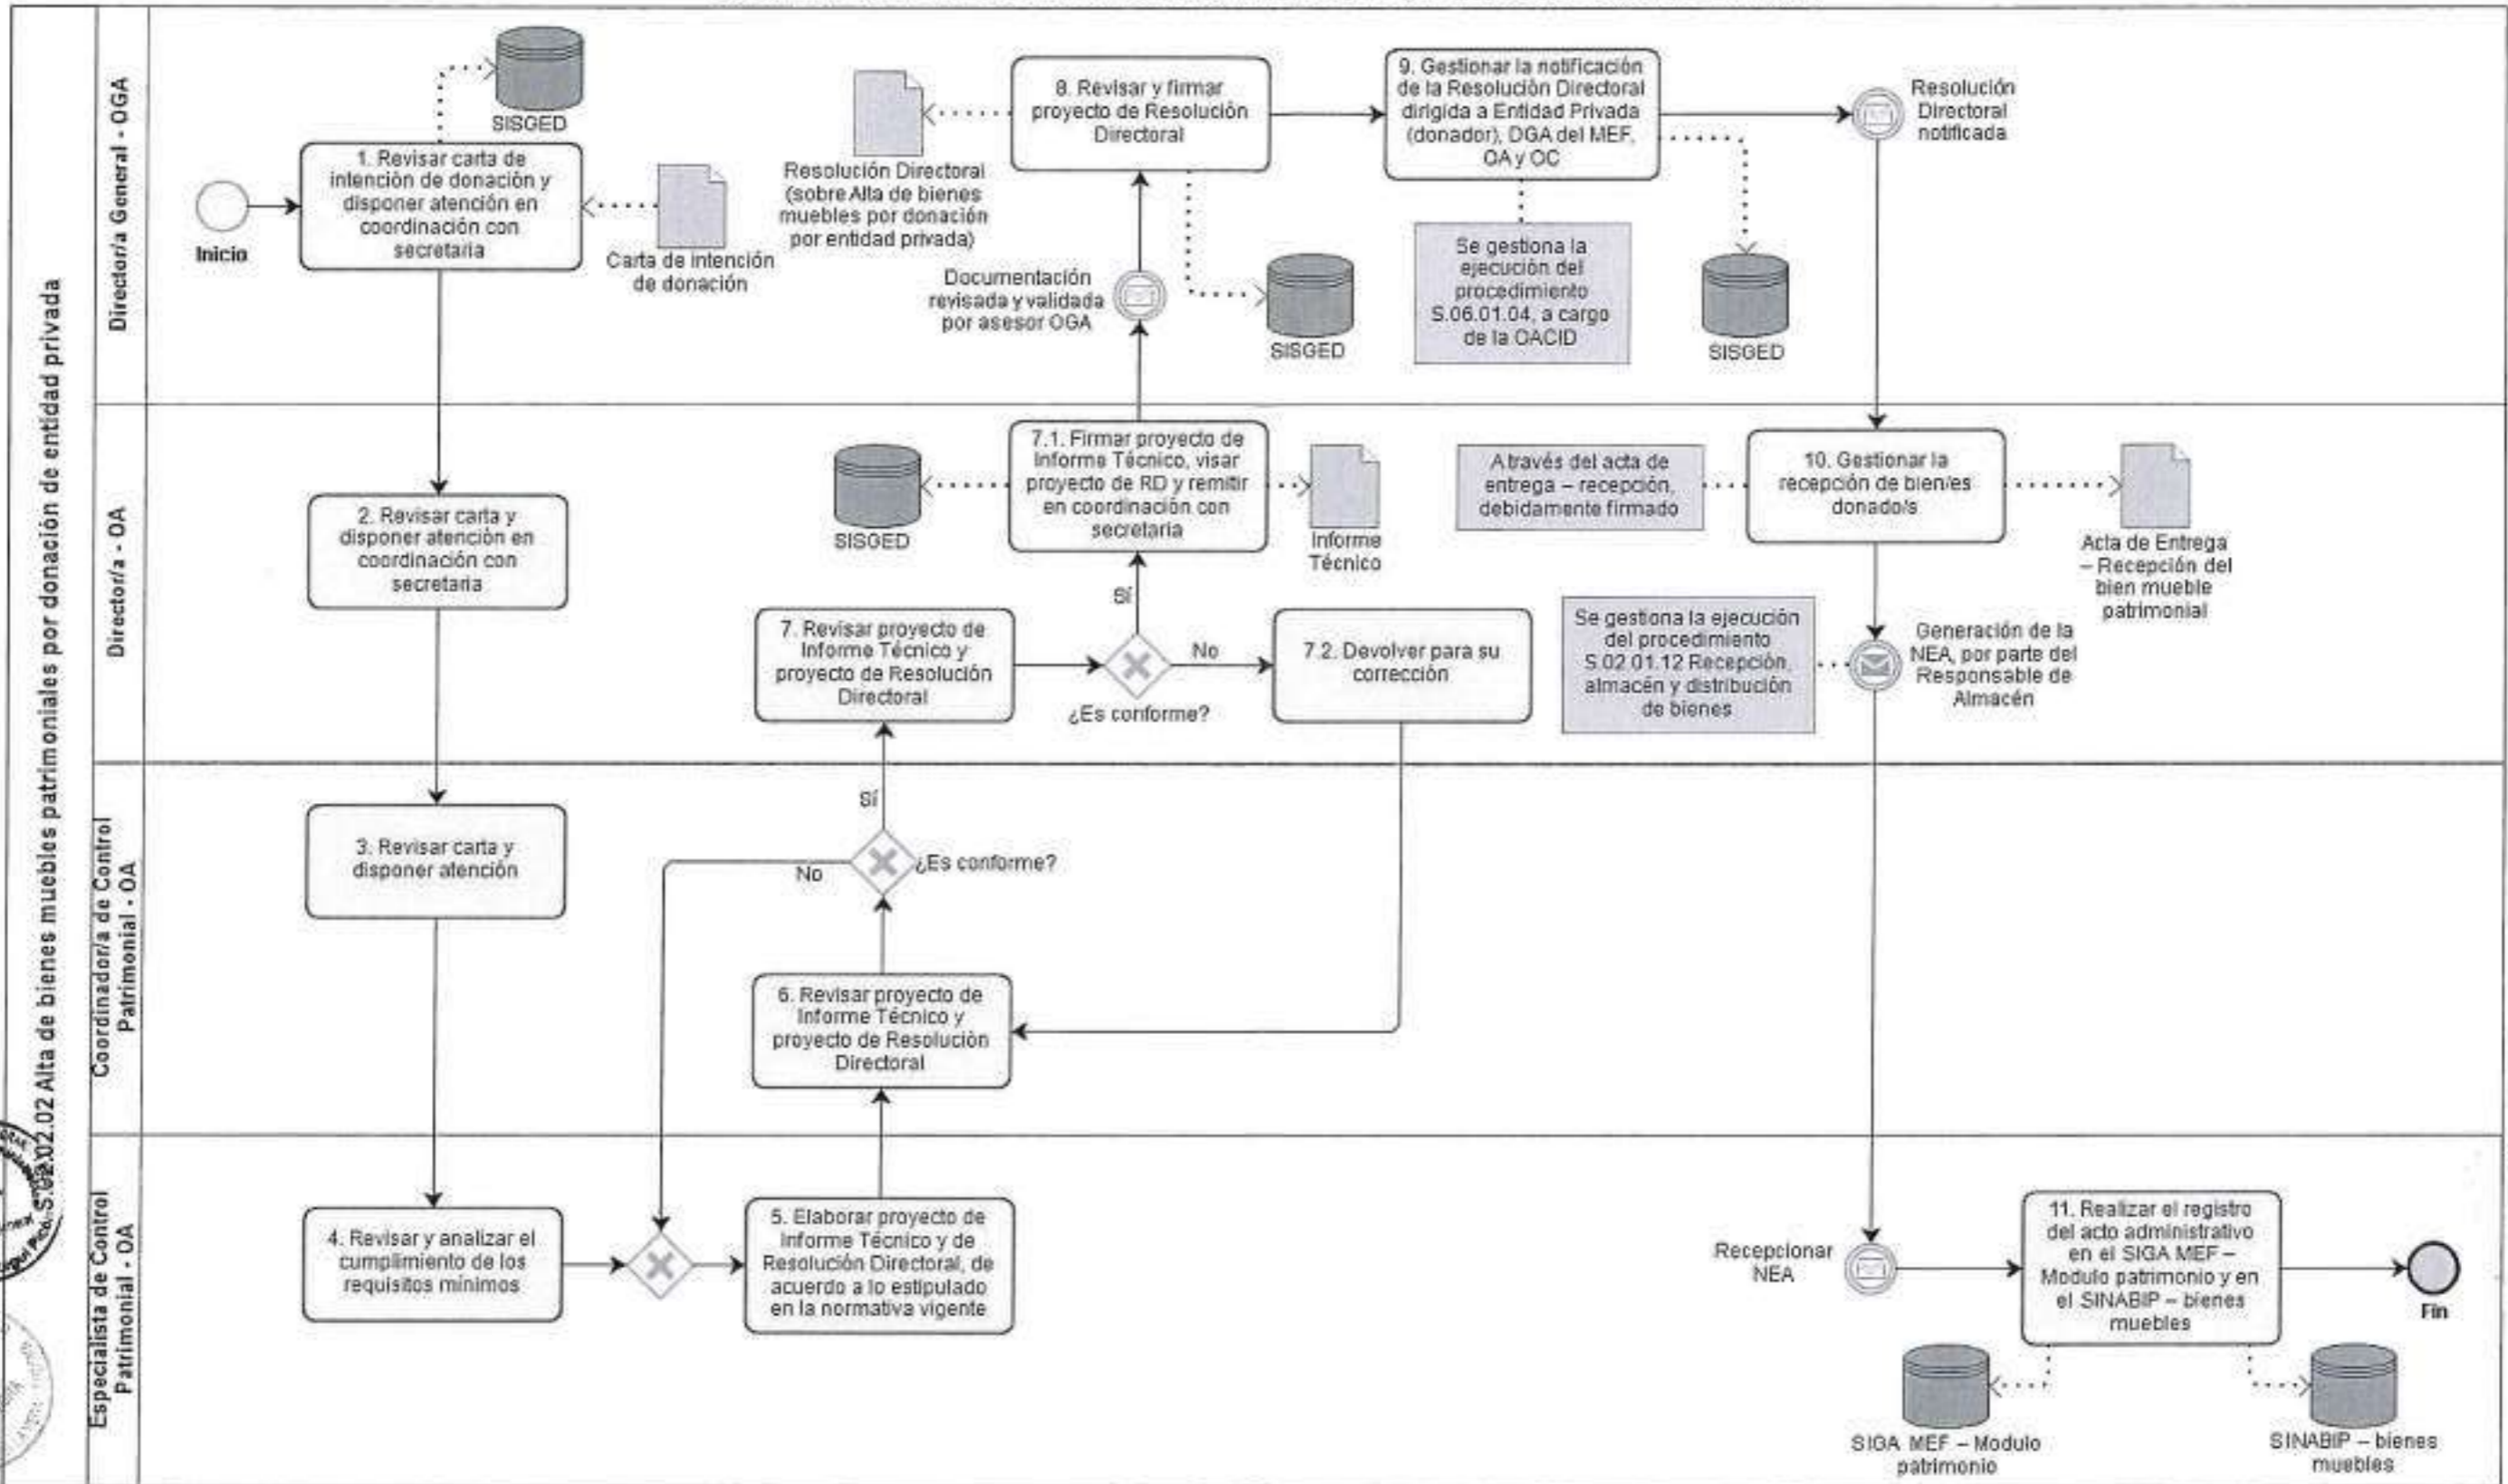 S.02.02.02 Alta de bienes muebles patrimoniales por donación de entidad privada
Director/a General - OGA
Inicio
1. Revisar carta de
intención de donación y
disponer atención en
coordinación con
secretaria
SISGED
Carta de intención
de donación
Resolución Directoral
(sobre Alta de bienes
muebles por donación
por entidad privada)
Documentación
revisada y validada
por asesor OGA
8. Revisar y firmar
proyecto de Resolución
Directoral
SISGED
9. Gestionar la notificación
de la Resolución Directoral
dirigida a Entidad Privada
(donador), DGA del MEF,
OA y OC
Se gestiona la
ejecución del
procedimiento
S.06.01.04, a cargo
de la OACID
SISGED
Resolución
Directoral
notificada
Director/a - OA
2. Revisar carta y
disponer atención en
coordinación con
secretaria
SISGED
7.1. Firmar proyecto de
Informe Técnico, visar
proyecto de RD y remitir
en coordinación con
secretaria
Informe
Técnico
Sí
7. Revisar proyecto de
Informe Técnico y
proyecto de Resolución
Directoral
¿Es conforme?
No
7.2. Devolver para su
corrección
A través del acta de
entrega – recepción,
debidamente firmado
10. Gestionar la
recepción de bien/es
donado/s
Acta de Entrega
– Recepción del
bien mueble
patrimonial
Se gestiona la ejecución
del procedimiento
S.02.01.12 Recepción,
almacén y distribución
de bienes
Generación de la
NEA, por parte del
Responsable de
Almacén
Coordinador/a de Control
Patrimonial - OA
3. Revisar carta y
disponer atención
Sí
No
¿Es conforme?
6. Revisar proyecto de
Informe Técnico y
proyecto de Resolución
Directoral
Especialista de Control
Patrimonial - OA
4. Revisar y analizar el
cumplimiento de los
requisitos mínimos
5. Elaborar proyecto de
Informe Técnico y de
Resolución Directoral, de
acuerdo a lo estipulado
en la normativa vigente
Recepcionar
NEA
11. Realizar el registro
del acto administrativo
en el SIGA MEF –
Modulo patrimonio y en
el SINABIP – bienes
muebles
Fin
SIGA MEF – Modulo
patrimonio
SINABIP – bienes
muebles